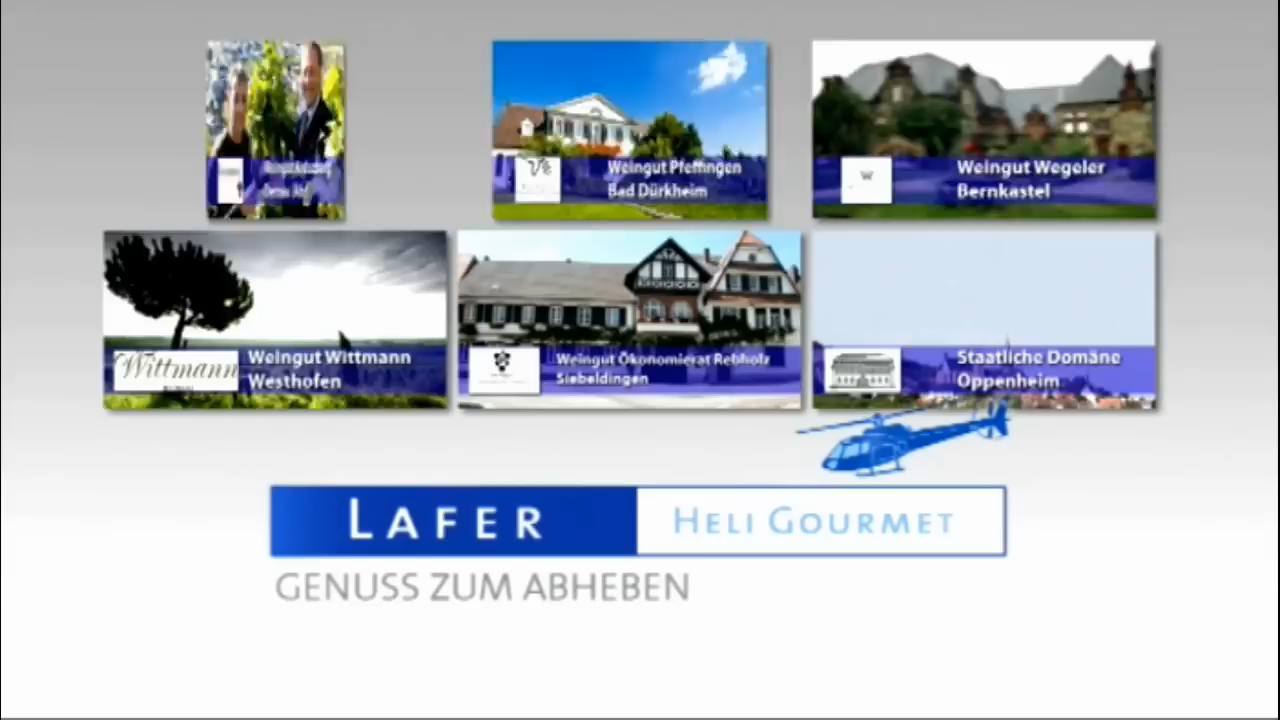 Weingut Pfeffingen
Bad Dürkheim
W
Weingut Wegeler
Bernkastel
Wittmann
Weingut Wittmann
Westhofen
Weingut Ökonomierat Rebholz
Siebeldingen
Staatliche Domäne
Oppenheim
LAFER
HELI GOURMET
GENUSS ZUM ABHEBEN